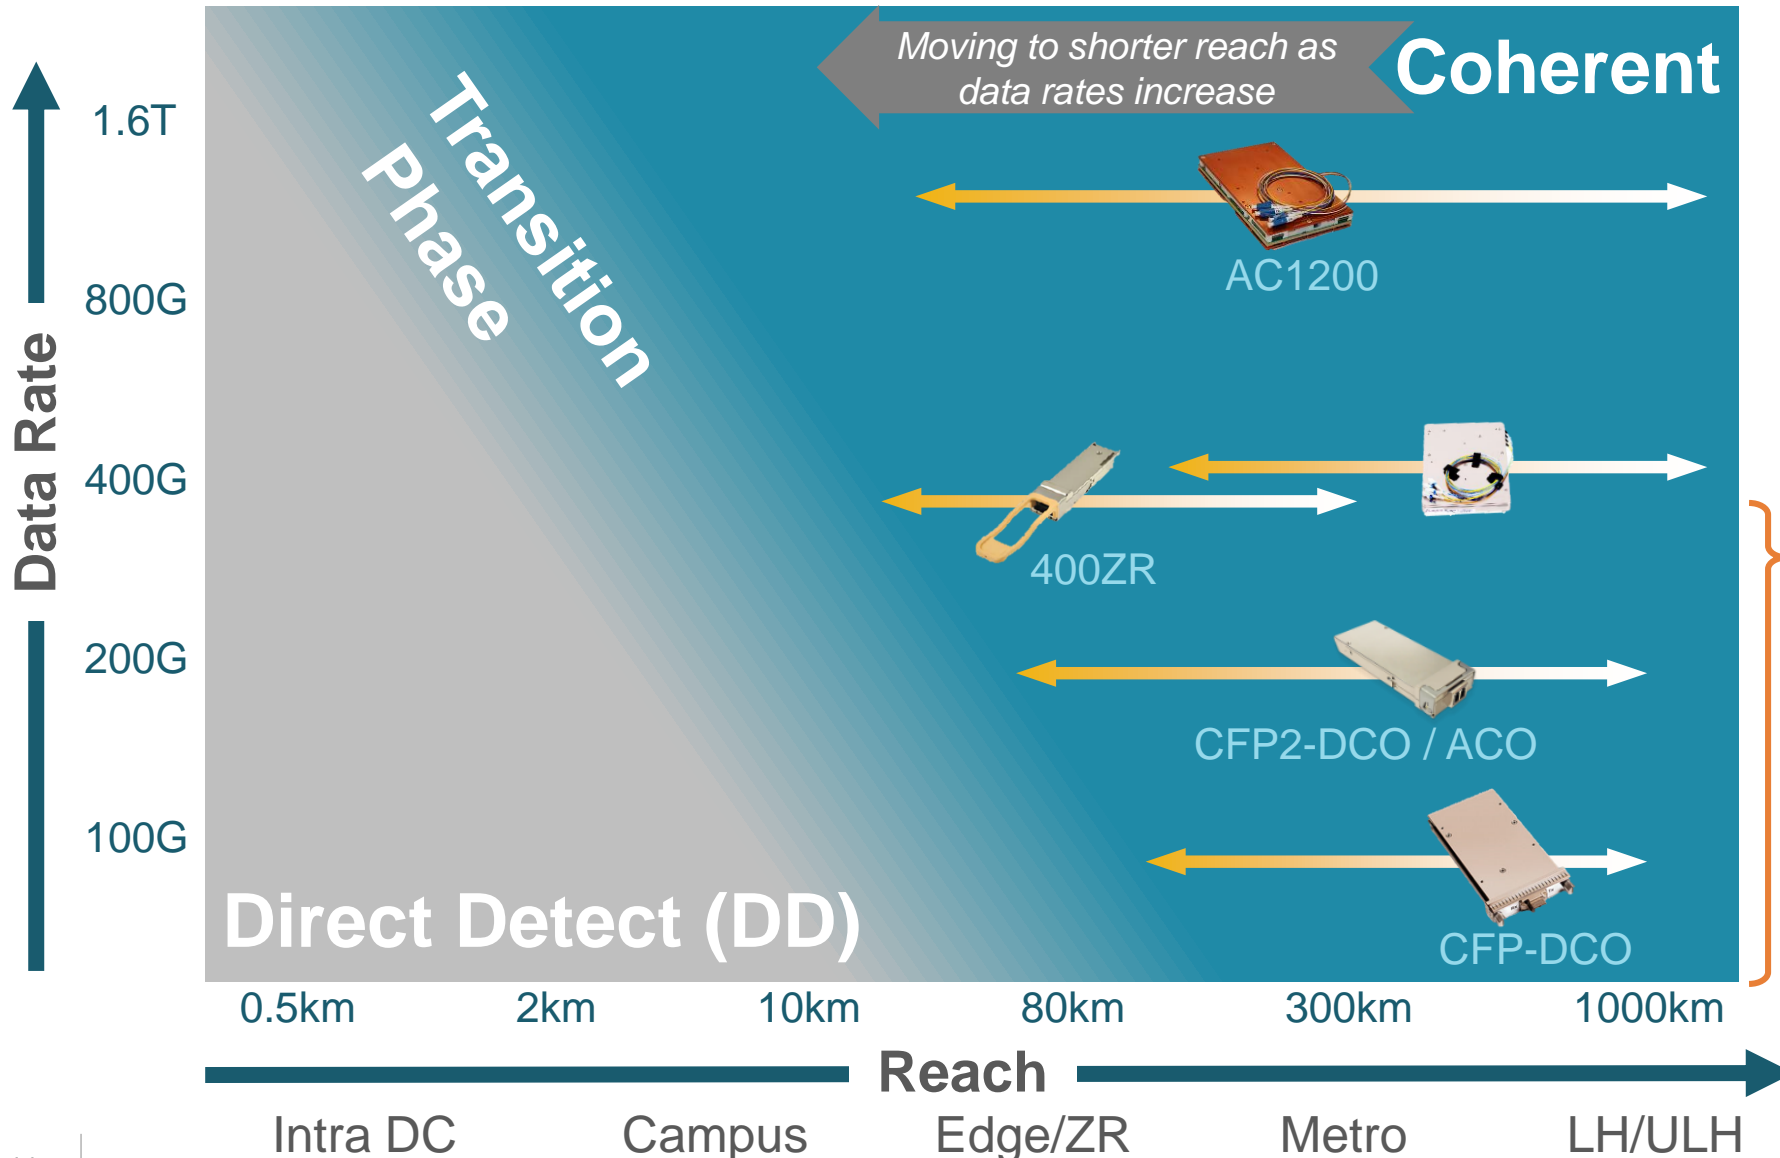 Moving to shorter reach as
data rates increase
Coherent
Transition
Phase
Data Rate
1.6T
800G
400G
200G
100G
AC1200
400ZR
CFP2-DCO / ACO
CFP-DCO
Direct Detect (DD)
0.5km 2km 10km 80km 300km 1000km
Reach
Intra DC Campus Edge/ZR Metro LH/ULH